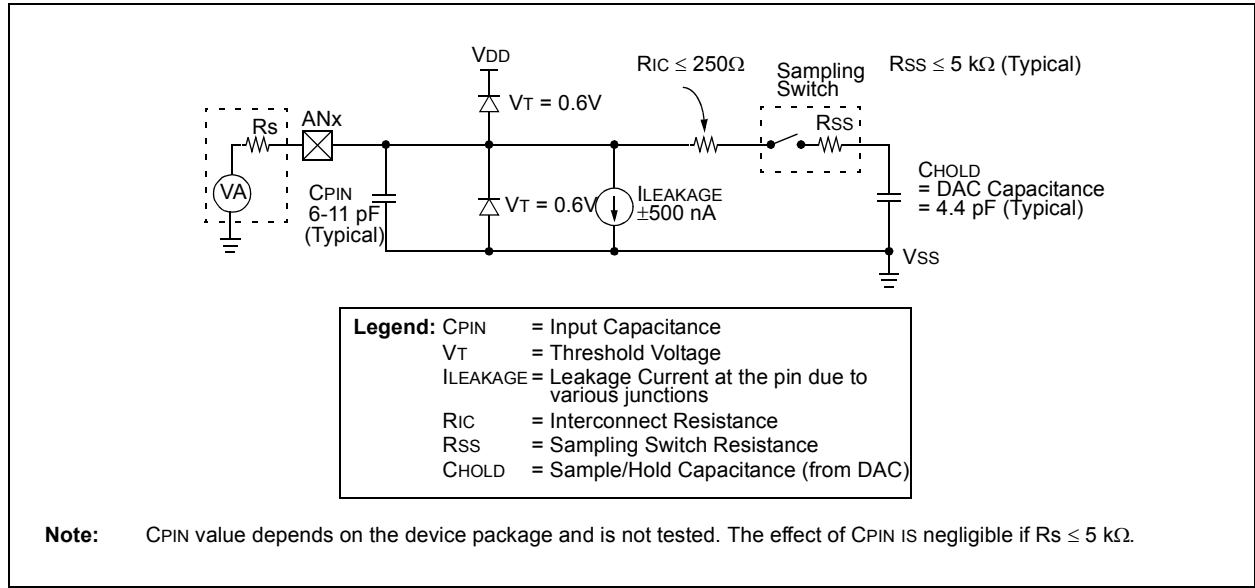 VDD
RIC ≤ 250Ω
Sampling
Switch
RSS ≤ 5 kΩ (Typical)
VT = 0.6V
Rs
ANx
RSS
VA
CPIN
6-11 pF
(Typical)
VT = 0.6V
ILEAKAGE
±500 nA
CHOLD
= DAC Capacitance
= 4.4 pF (Typical)
VSS
Legend: CPIN = Input Capacitance
VT = Threshold Voltage
ILEAKAGE = Leakage Current at the pin due to
various junctions
RIC = Interconnect Resistance
RSS = Sampling Switch Resistance
CHOLD = Sample/Hold Capacitance (from DAC)
Note: CPIN value depends on the device package and is not tested. The effect of CPIN IS negligible if Rs ≤ 5 kΩ.